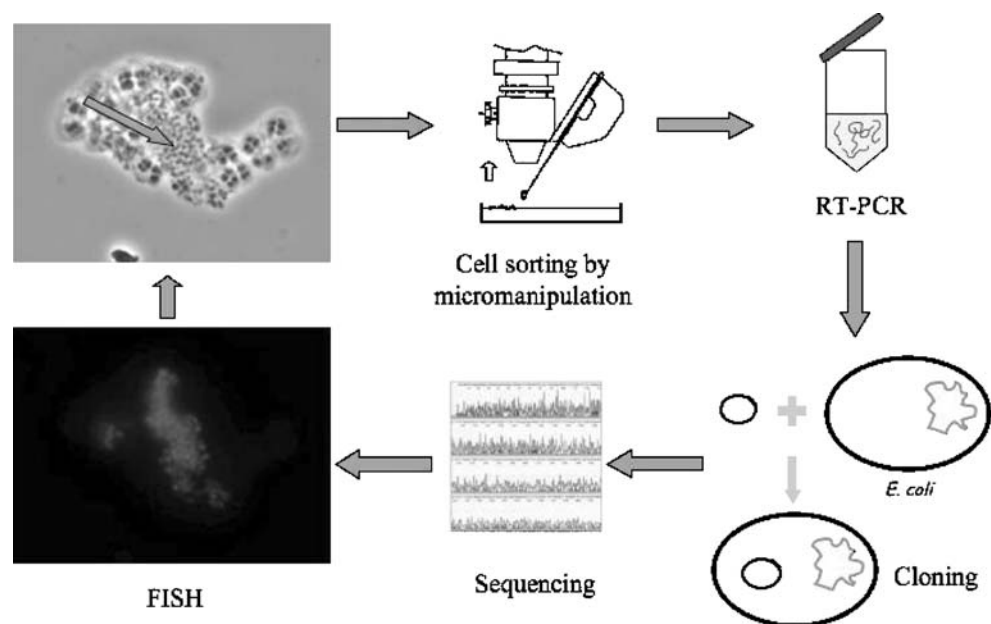 Cell sorting by
micromanipulation
RT-PCR
E. coli
Cloning
Sequencing
FISH